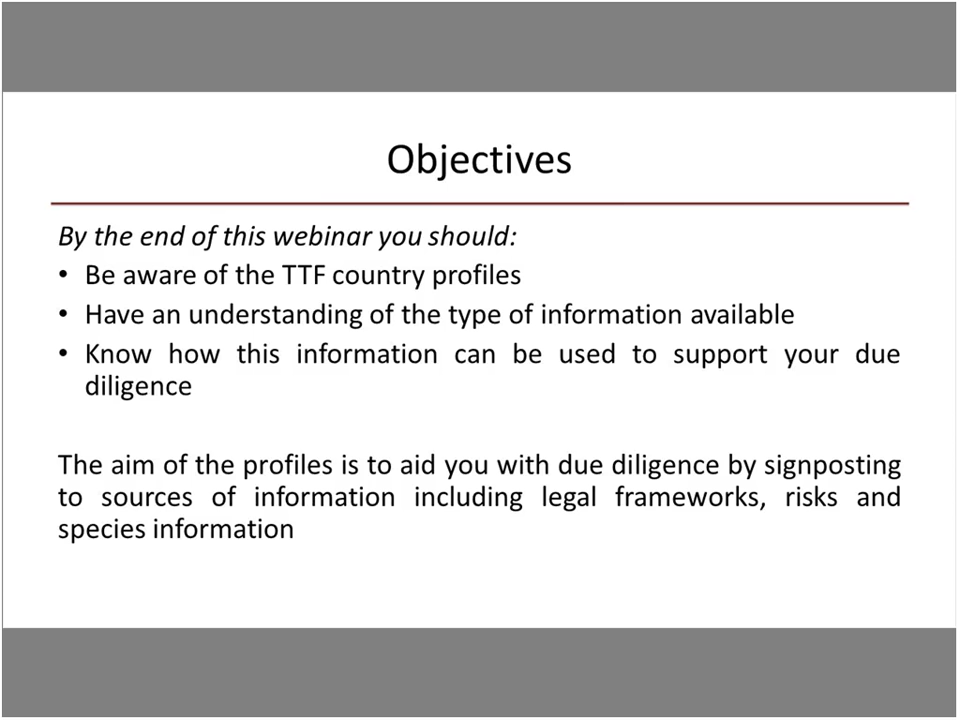 Objectives
By the end of this webinar you should:
• Be aware of the TTF country profiles
• Have an understanding of the type of information available
• Know how this information can be used to support your due
diligence
The aim of the profiles is to aid you with due diligence by signposting
to sources of information including legal frameworks, risks and
species information